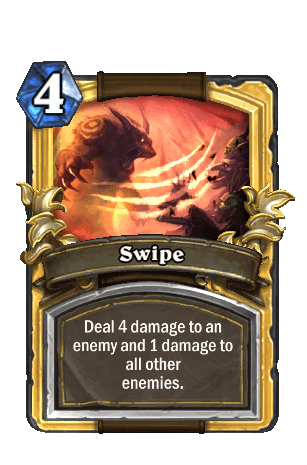 4
Swipe
Deal 4 damage to an
enemy and 1 damage to
all other
enemies.